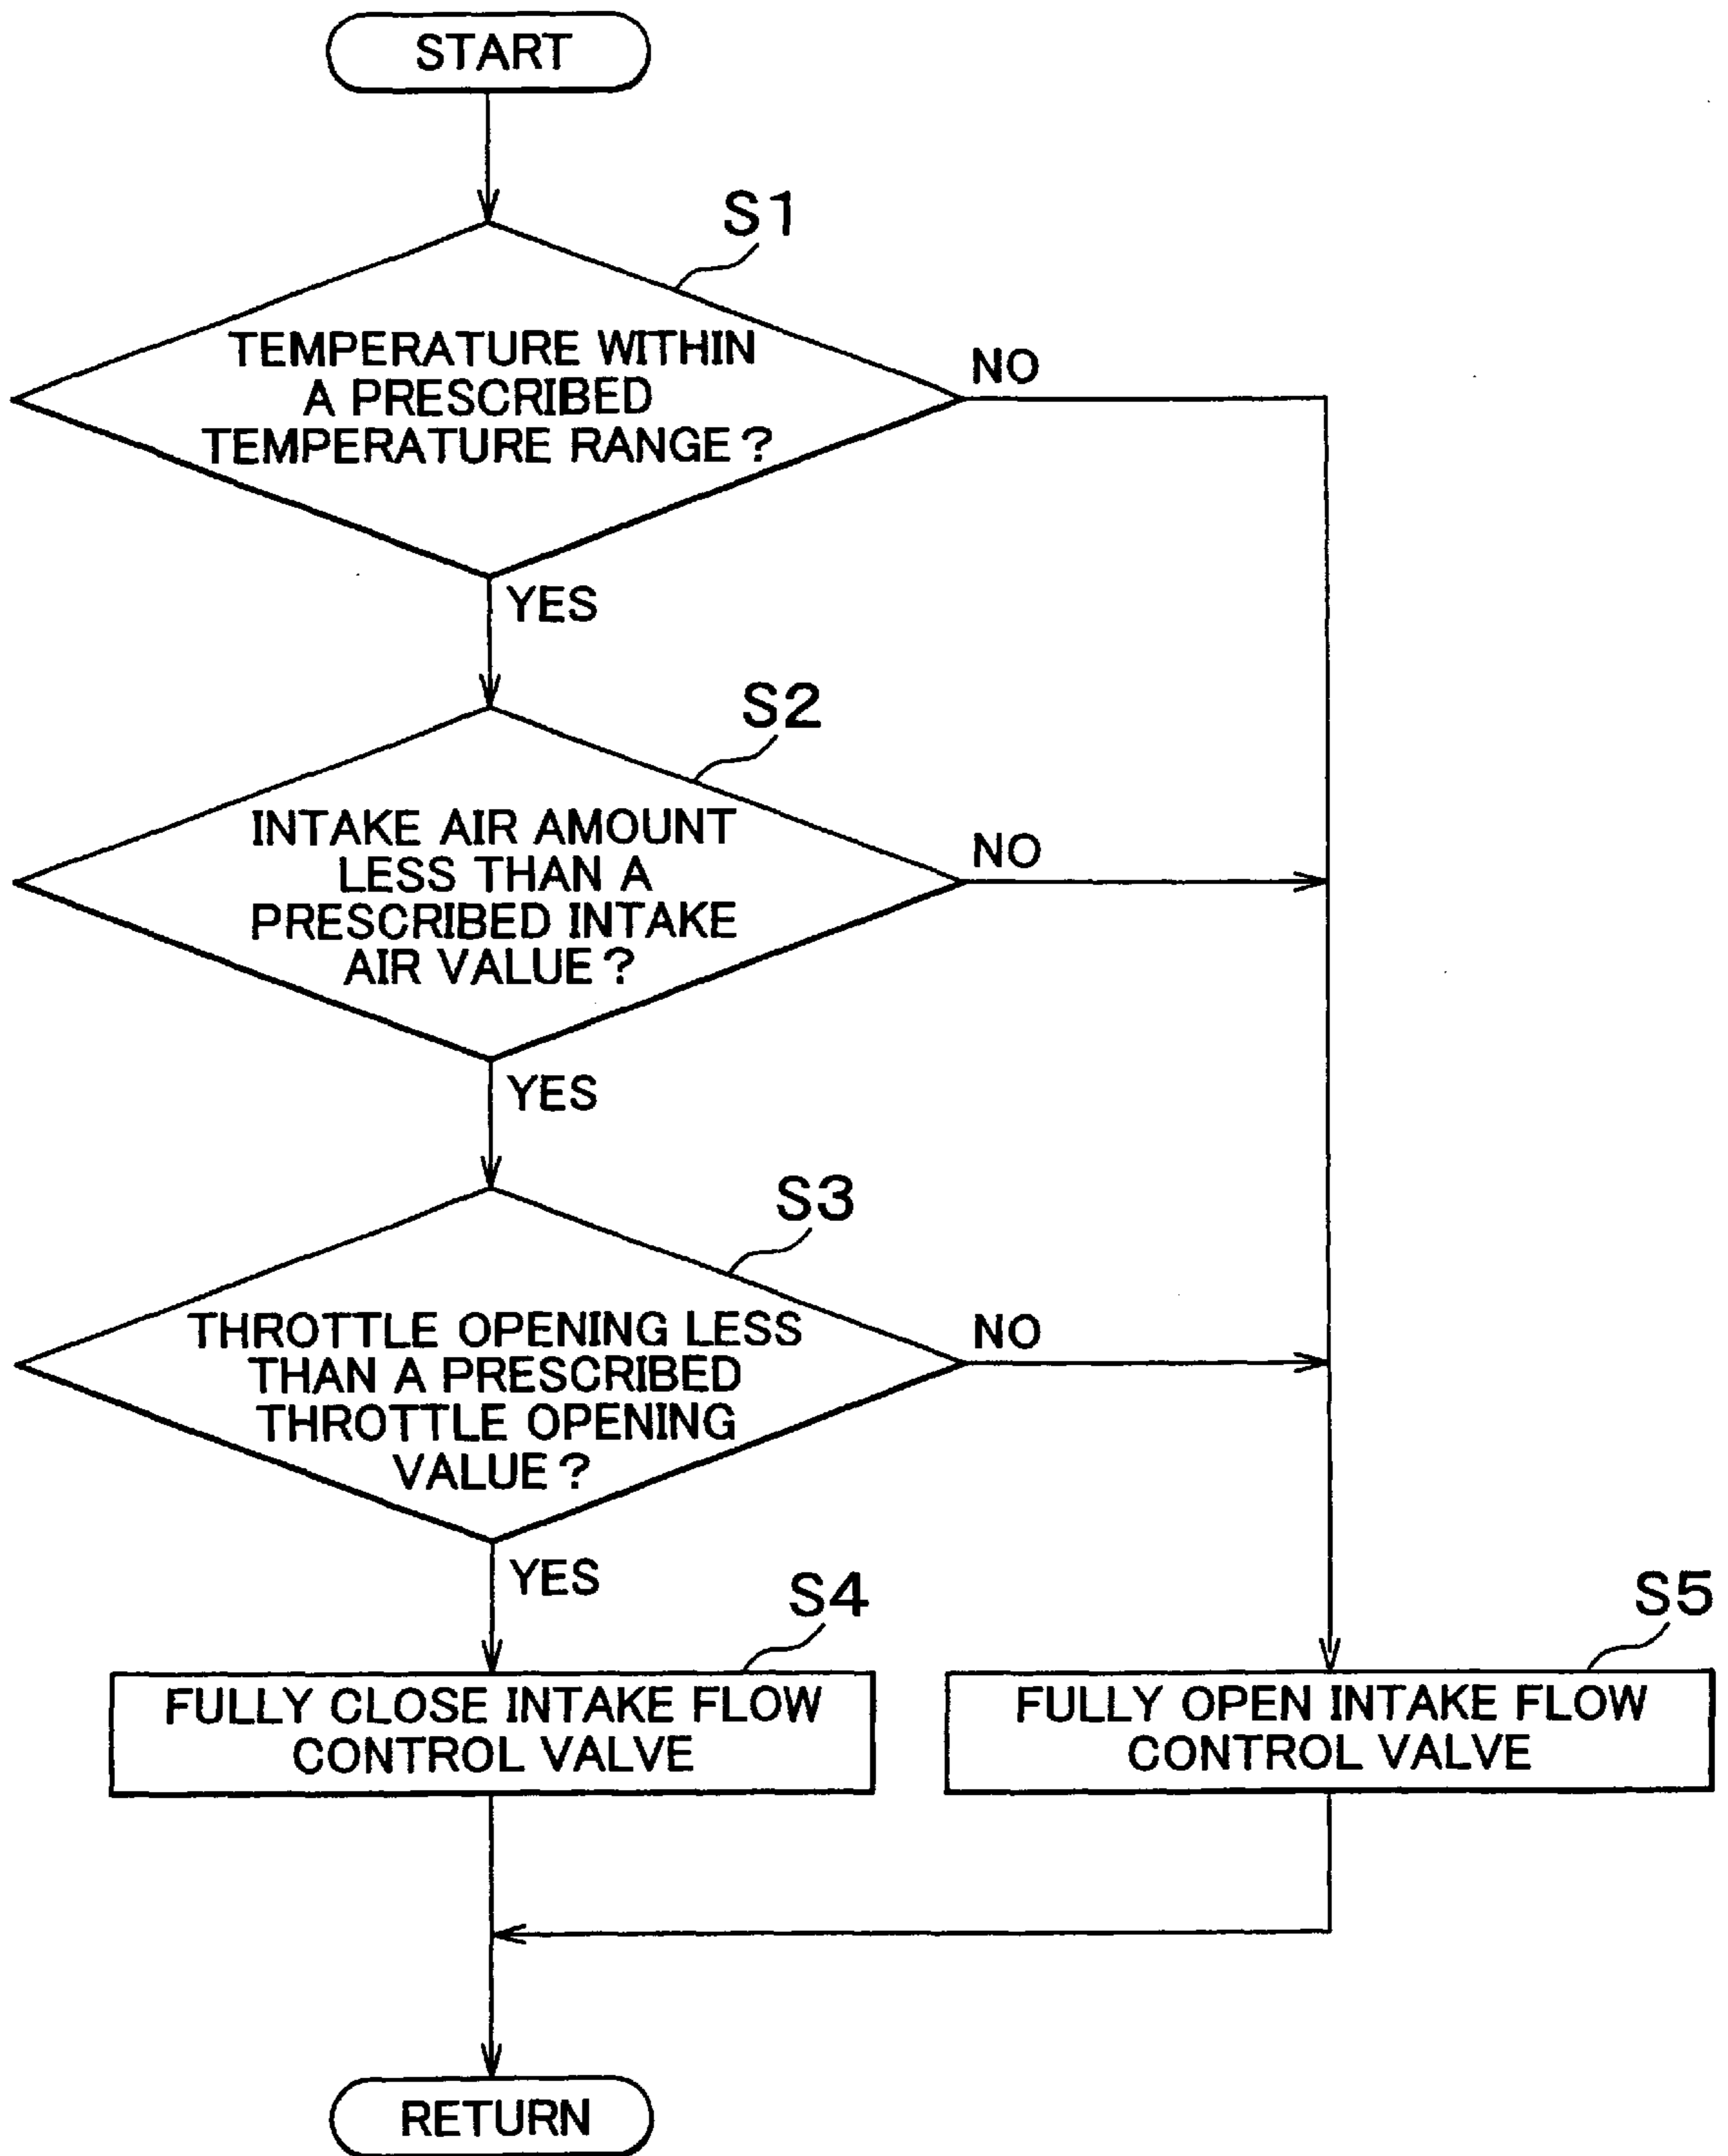 START
S1
TEMPERATURE WITHIN
A PRESCRIBED
TEMPERATURE RANGE?
NO
YES
S2
INTAKE AIR AMOUNT
LESS THAN A
PRESCRIBED INTAKE
AIR VALUE?
NO
YES
S3
THROTTLE OPENING LESS
THAN A PRESCRIBED
THROTTLE OPENING
VALUE?
NO
YES
S4
FULLY CLOSE INTAKE FLOW
CONTROL VALVE
S5
FULLY OPEN INTAKE FLOW
CONTROL VALVE
RETURN